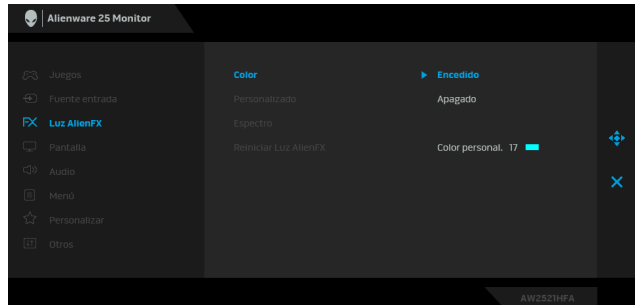 Alienware 25 Monitor
Juegos
Fuente entrada
FX Luz AlienFX
Pantalla
Audio
Menú
Personalizar
Otros
Color
Personalizado
Espectro
Reiniciar Luz AlienFX
Encedido
Apagado
Color personal. 17
AW2521HFA